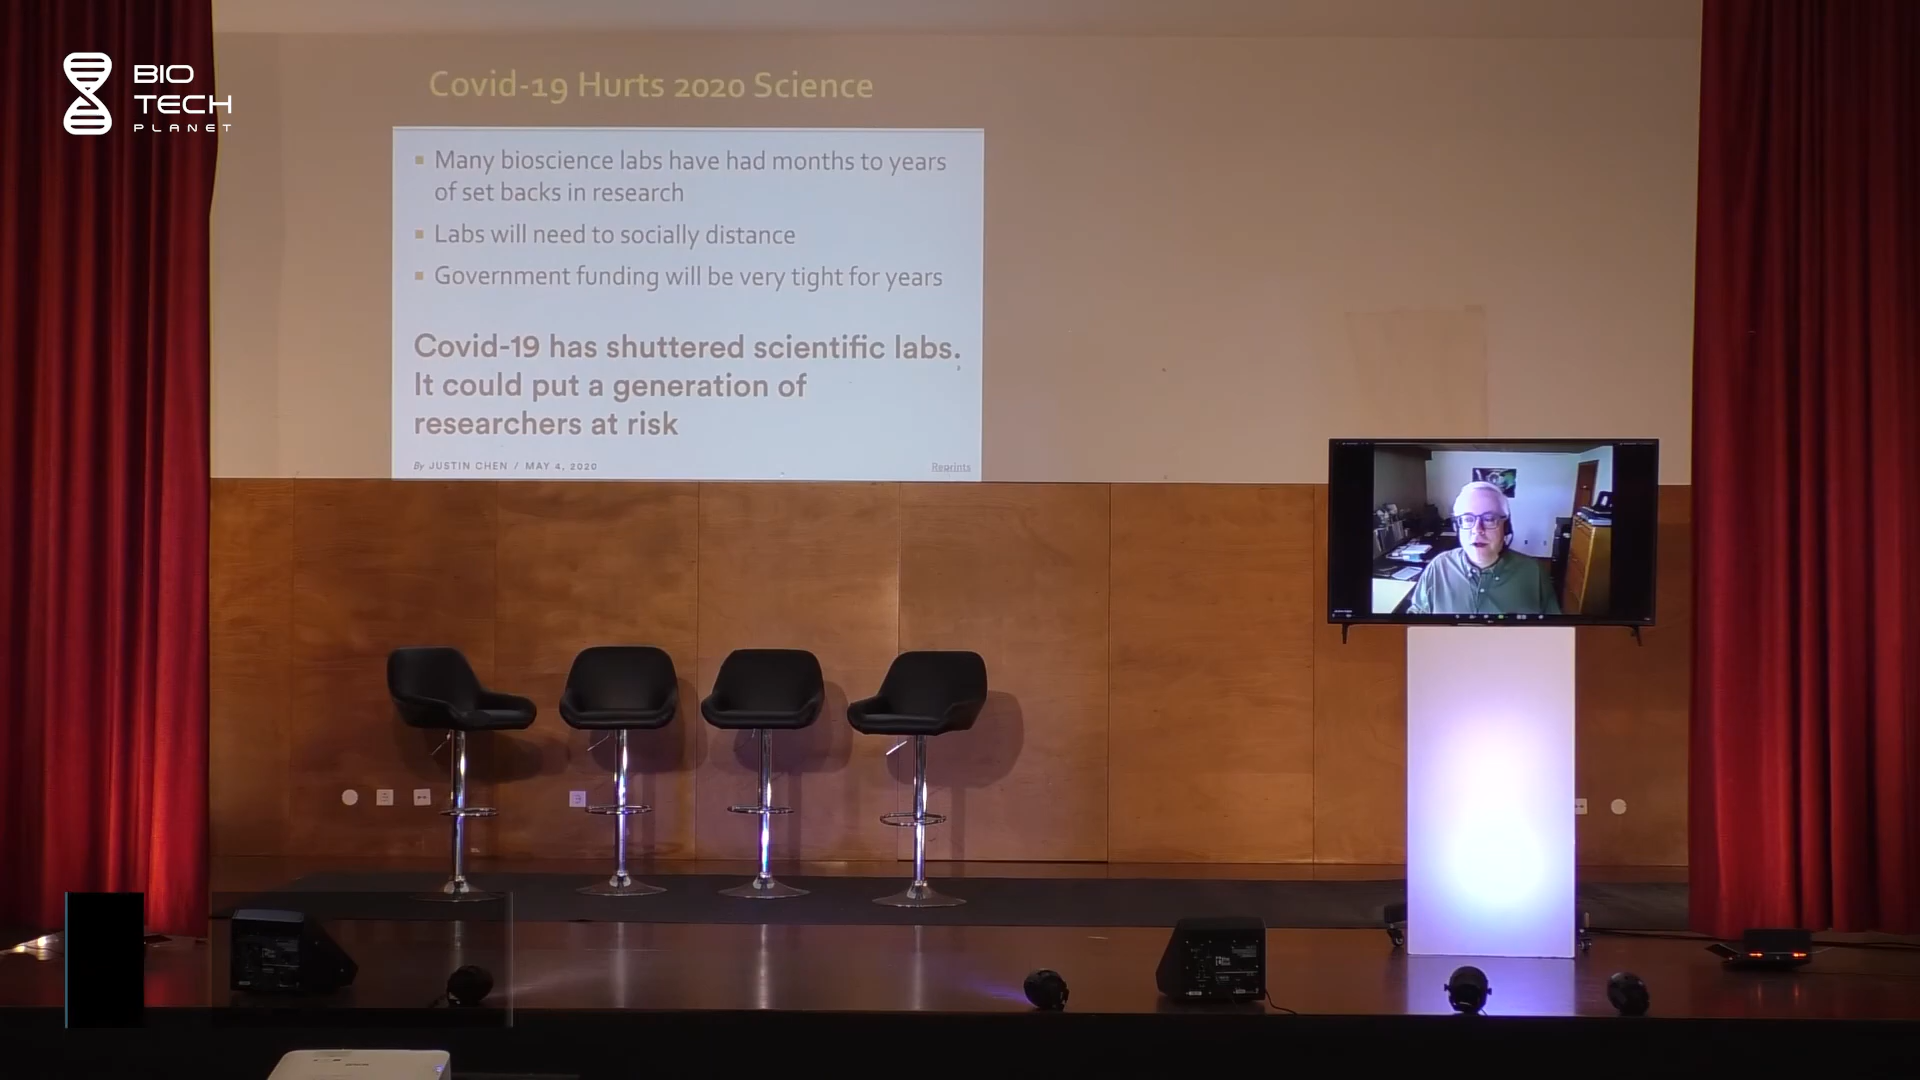 BIO
TECH
PLANET
Covid-19 Hurts 2020 Science
Many bioscience labs have had months to years
of set backs in research
Labs will need to socially distance
Government funding will be very tight for years
Covid-19 has shuttered scientific labs.
It could put a generation of
researchers at risk
By JUSTIN CHEN / MAY 4, 2020
Reprints